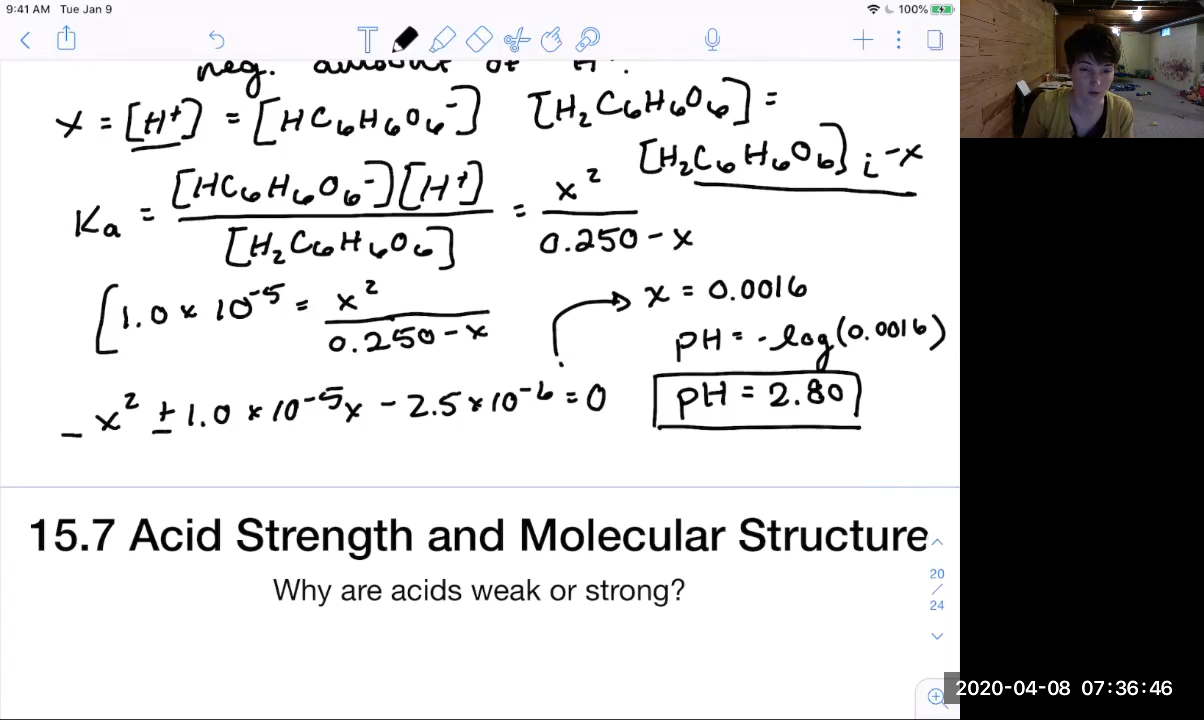 9:41 AM Tue Jan 9
100%
neg. amount of H⁺.
x = [H⁺] = [HC₆H₆O₆⁻] [H₂C₆H₆O₆] =
[H₂C₆H₆O₆]i -x
Ka = [HC₆H₆O₆⁻][H⁺] / [H₂C₆H₆O₆] = x² / 0.250 - x
[1.0 × 10⁻⁵ = x² / 0.250 - x
x = 0.0016
pH = -log(0.0016)
x² + 1.0 × 10⁻⁵x - 2.5 × 10⁻⁶ = 0
pH = 2.80
15.7 Acid Strength and Molecular Structure
Why are acids weak or strong?
20
/
24
2020-04-08 07:36:46